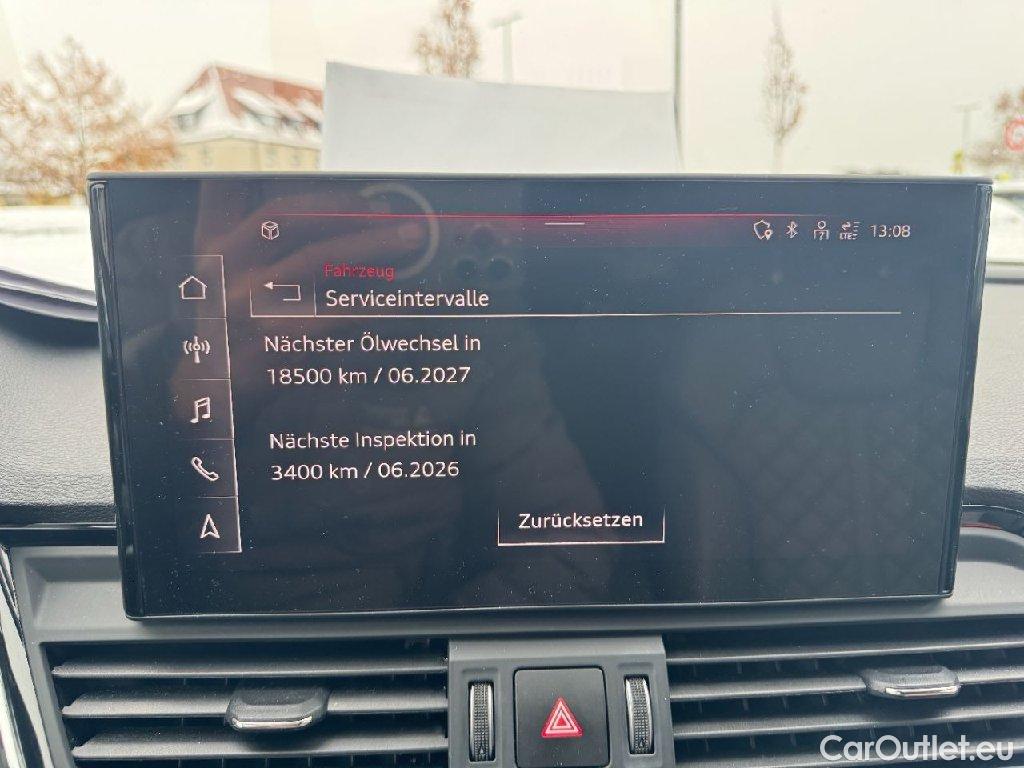 LTE
13:08
Fahrzeug
Serviceintervalle
Nächster Ölwechsel in
18500 km / 06.2027
Nächste Inspektion in
3400 km / 06.2026
Zurücksetzen
CarOutlet.eu